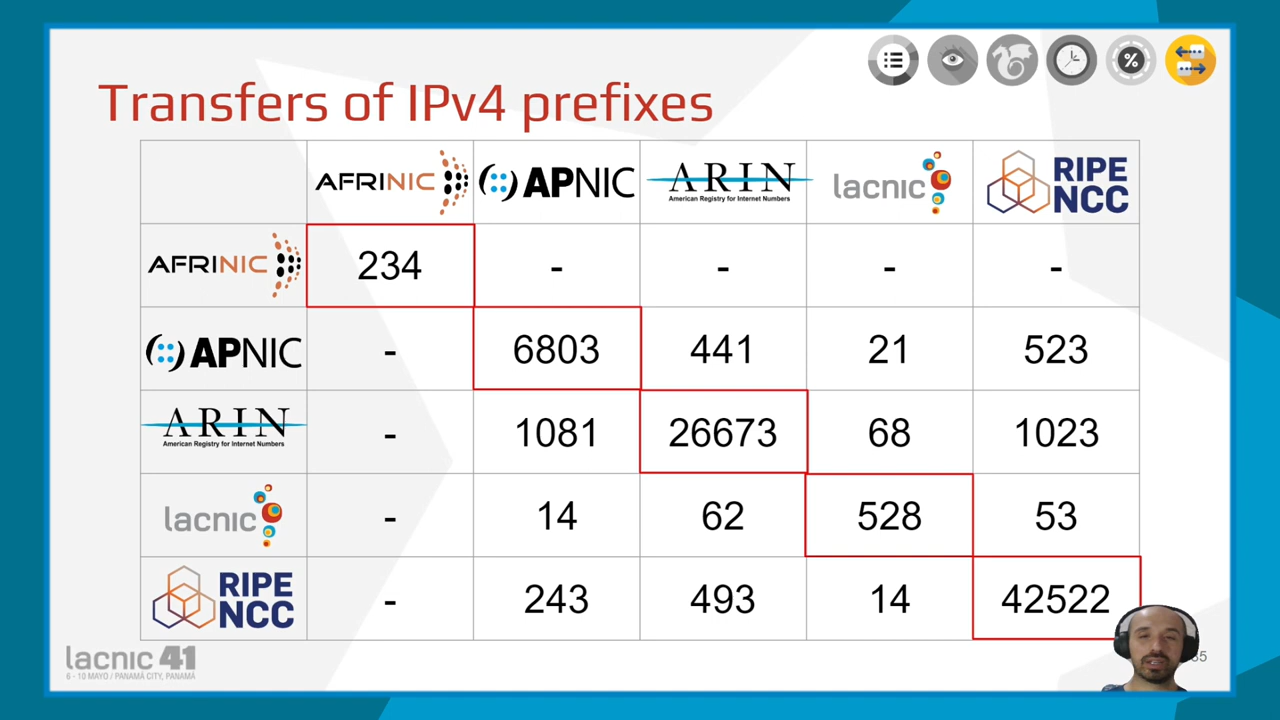 %
Transfers of IPv4 prefixes
AFRINIC APNIC ARIN American Registry for Internet Numbers lacnic RIPE NCC
AFRINIC 234 - - - -
APNIC - 6803 441 21 523
ARIN American Registry for Internet Numbers - 1081 26673 68 1023
lacnic - 14 62 528 53
RIPE NCC - 243 493 14 42522
lacnic 41
6 - 10 MAYO / PANAMÁ CITY, PANAMÁ